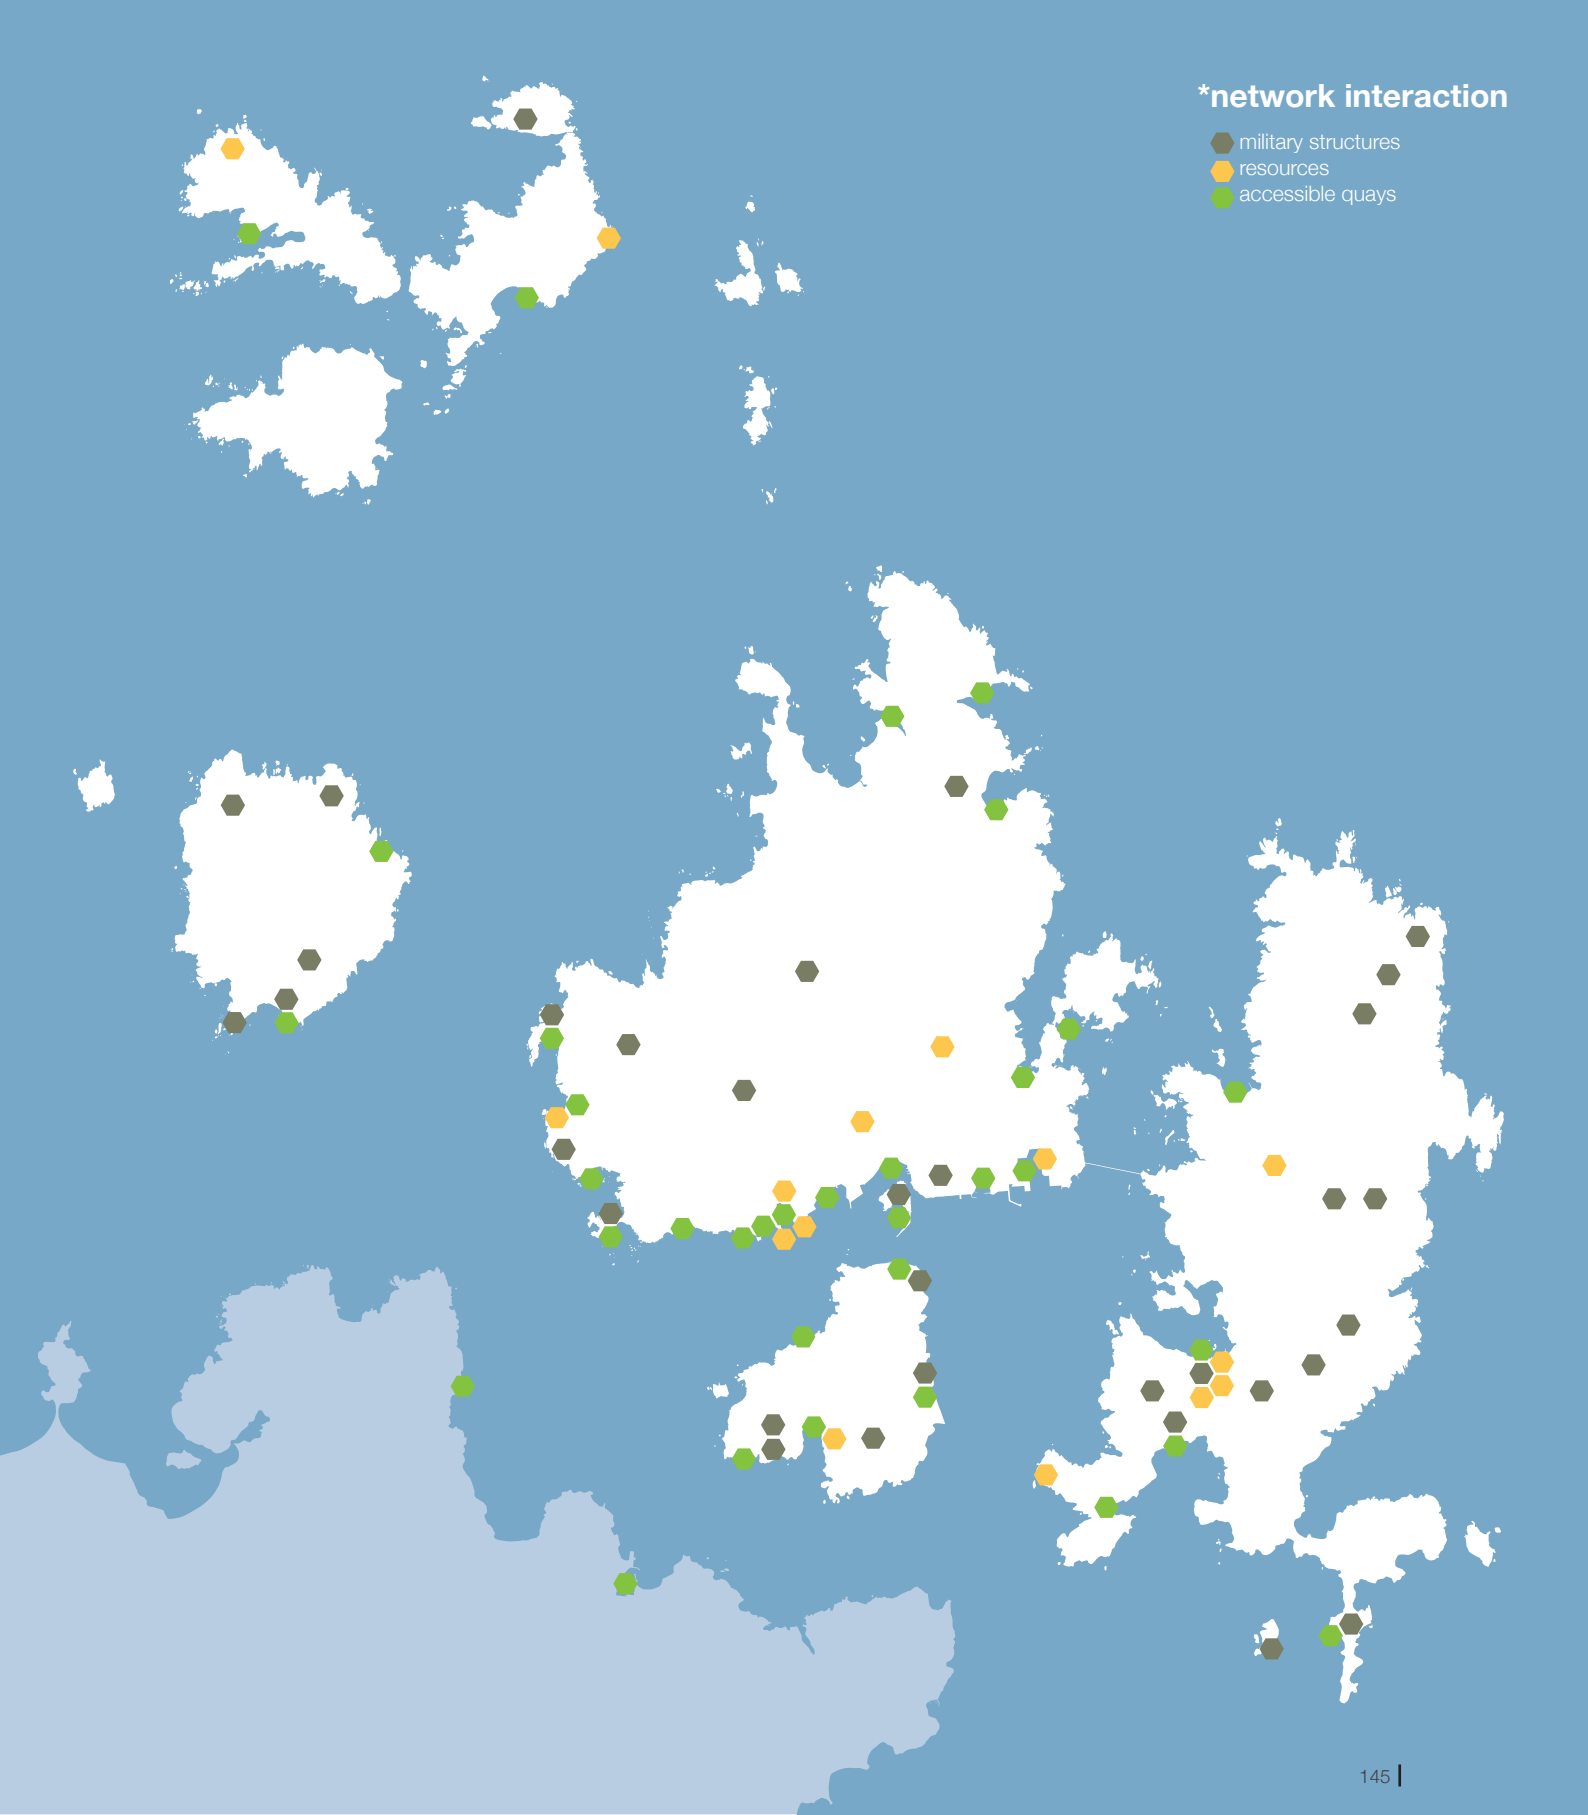 *network interaction
military structures
resources
accessible quays
145